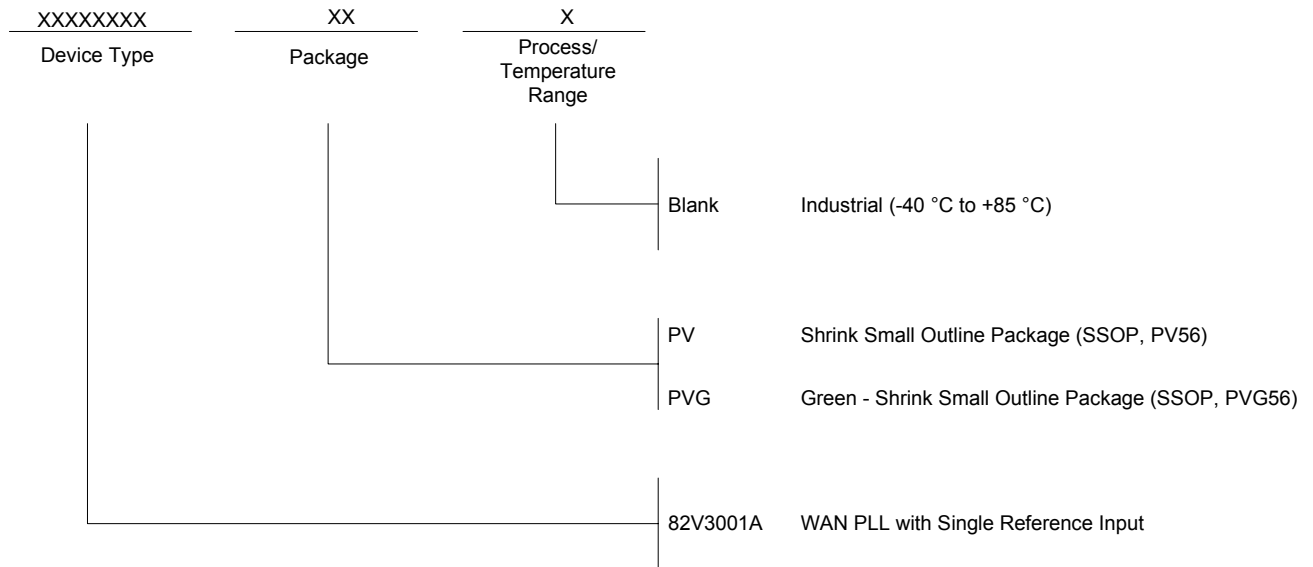 XXXXXXXX XX X
Device Type Package Process/
Temperature
Range
Blank Industrial (-40 °C to +85 °C)
PV Shrink Small Outline Package (SSOP, PV56)
PVG Green - Shrink Small Outline Package (SSOP, PVG56)
82V3001A WAN PLL with Single Reference Input